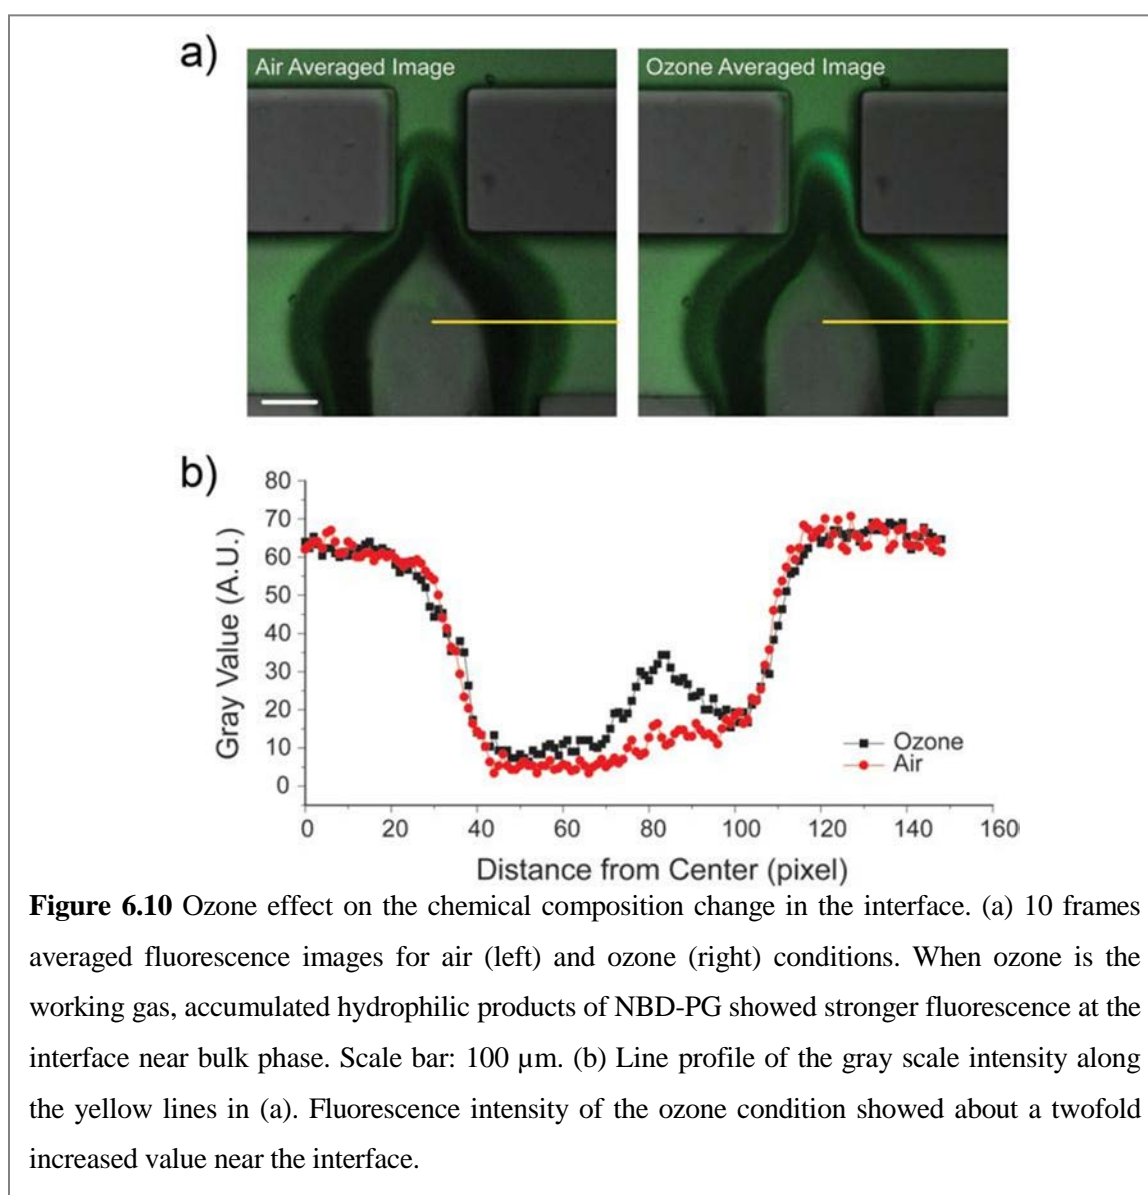 a)
Air Averaged Image
Ozone Averaged Image
b)
80
70
60
50
40
30
20
10
0
Gray Value (A.U.)
Ozone
Air
0 20 40 60 80 100 120 140 160
Distance from Center (pixel)
Figure 6.10 Ozone effect on the chemical composition change in the interface. (a) 10 frames
averaged fluorescence images for air (left) and ozone (right) conditions. When ozone is the
working gas, accumulated hydrophilic products of NBD-PG showed stronger fluorescence at the
interface near bulk phase. Scale bar: 100 µm. (b) Line profile of the gray scale intensity along
the yellow lines in (a). Fluorescence intensity of the ozone condition showed about a twofold
increased value near the interface.